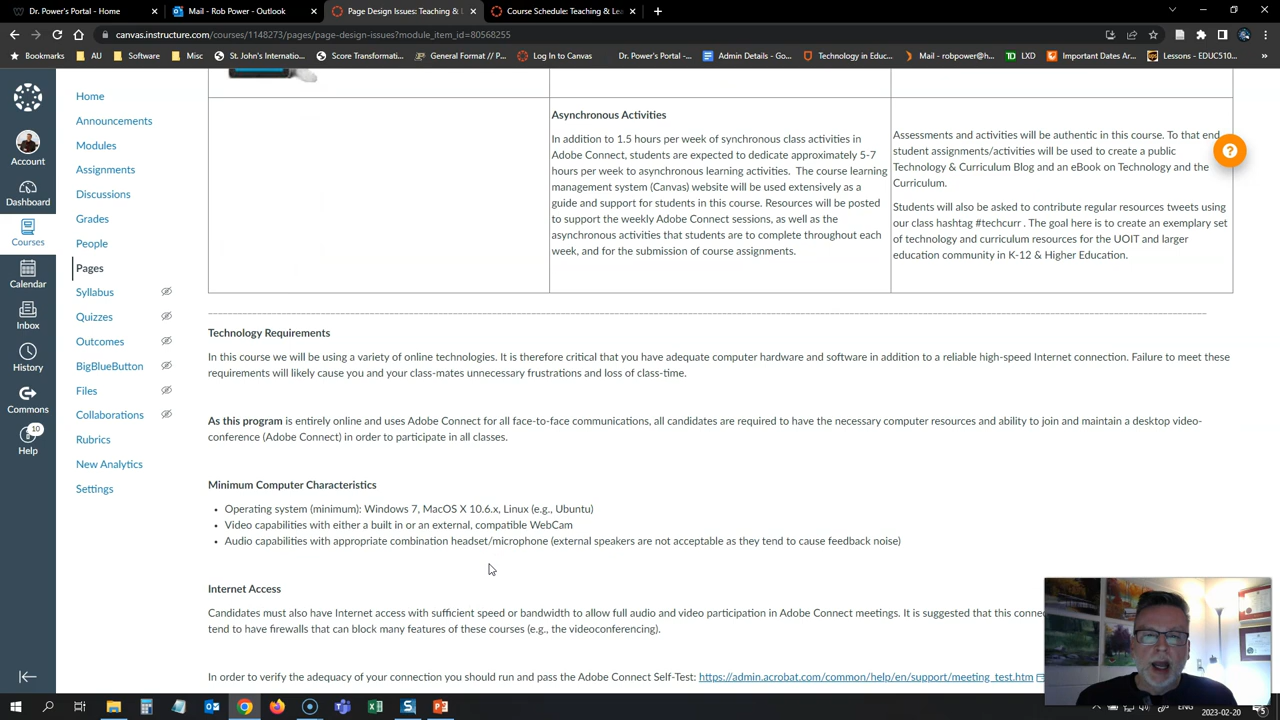 Dr. Power's Portal - Home
Mail - Rob Power - Outlook
Page Design Issues: Teaching & L
Course Schedule: Teaching & Le
canvas.instructure.com/courses/1148273/pages/page-design-issues?module_item_id=80568255
Bookmarks
AU
Software
Misc
St. John's Internatio...
SCOPE
General Format // P...
Log In to Canvas
Dr. Power's Portal
Admin Details - Go...
Technology in Educ...
Mail - robpower@h...
LXD
Important Dates Ar...
Lessons - EDUC510...
Account
Dashboard
Courses
Calendar
Inbox
History
Commons
10
Help
Home
Announcements
Modules
Assignments
Discussions
Grades
People
Pages
Syllabus
Quizzes
Outcomes
BigBlueButton
Files
Collaborations
Rubrics
New Analytics
Settings
Asynchronous Activities
In addition to 1.5 hours per week of synchronous class activities in
Adobe Connect, students are expected to dedicate approximately 5-7
hours per week to asynchronous learning activities. The course learning
management system (Canvas) website will be used extensively as a
guide and support for students in this course. Resources will be posted
to support the weekly Adobe Connect sessions, as well as the
asynchronous activities that students are to complete throughout each
week, and for the submission of course assignments.
Assessments and activities will be authentic in this course. To that end,
student assignments/activities will be used to create a public
Technology & Curriculum Blog and an eBook on Technology and the
Curriculum.
Students will also be asked to contribute regular resources tweets using
our class hashtag #techcurr . The goal here is to create an exemplary set
of technology and curriculum resources for the UOIT and larger
education community in K-12 & Higher Education.
?
Technology Requirements
In this course we will be using a variety of online technologies. It is therefore critical that you have adequate computer hardware and software in addition to a reliable high-speed Internet connection. Failure to meet these
requirements will likely cause you and your class-mates unnecessary frustrations and loss of class-time.
As this program is entirely online and uses Adobe Connect for all face-to-face communications, all candidates are required to have the necessary computer resources and ability to join and maintain a desktop video-
conference (Adobe Connect) in order to participate in all classes.
Minimum Computer Characteristics
Operating system (minimum): Windows 7, MacOS X 10.6.x, Linux (e.g., Ubuntu)
Video capabilities with either a built in or an external, compatible WebCam
Audio capabilities with appropriate combination headset/microphone (external speakers are not acceptable as they tend to cause feedback noise)
Internet Access
Candidates must also have Internet access with sufficient speed or bandwidth to allow full audio and video participation in Adobe Connect meetings. It is suggested that this
tend to have firewalls that can block many features of these courses (e.g., the videoconferencing).
In order to verify the adequacy of your connection you should run and pass the Adobe Connect Self-Test: https://admin.acrobat.com/common/help/en/support/meeting_test.htm
ENG
2023-02-20